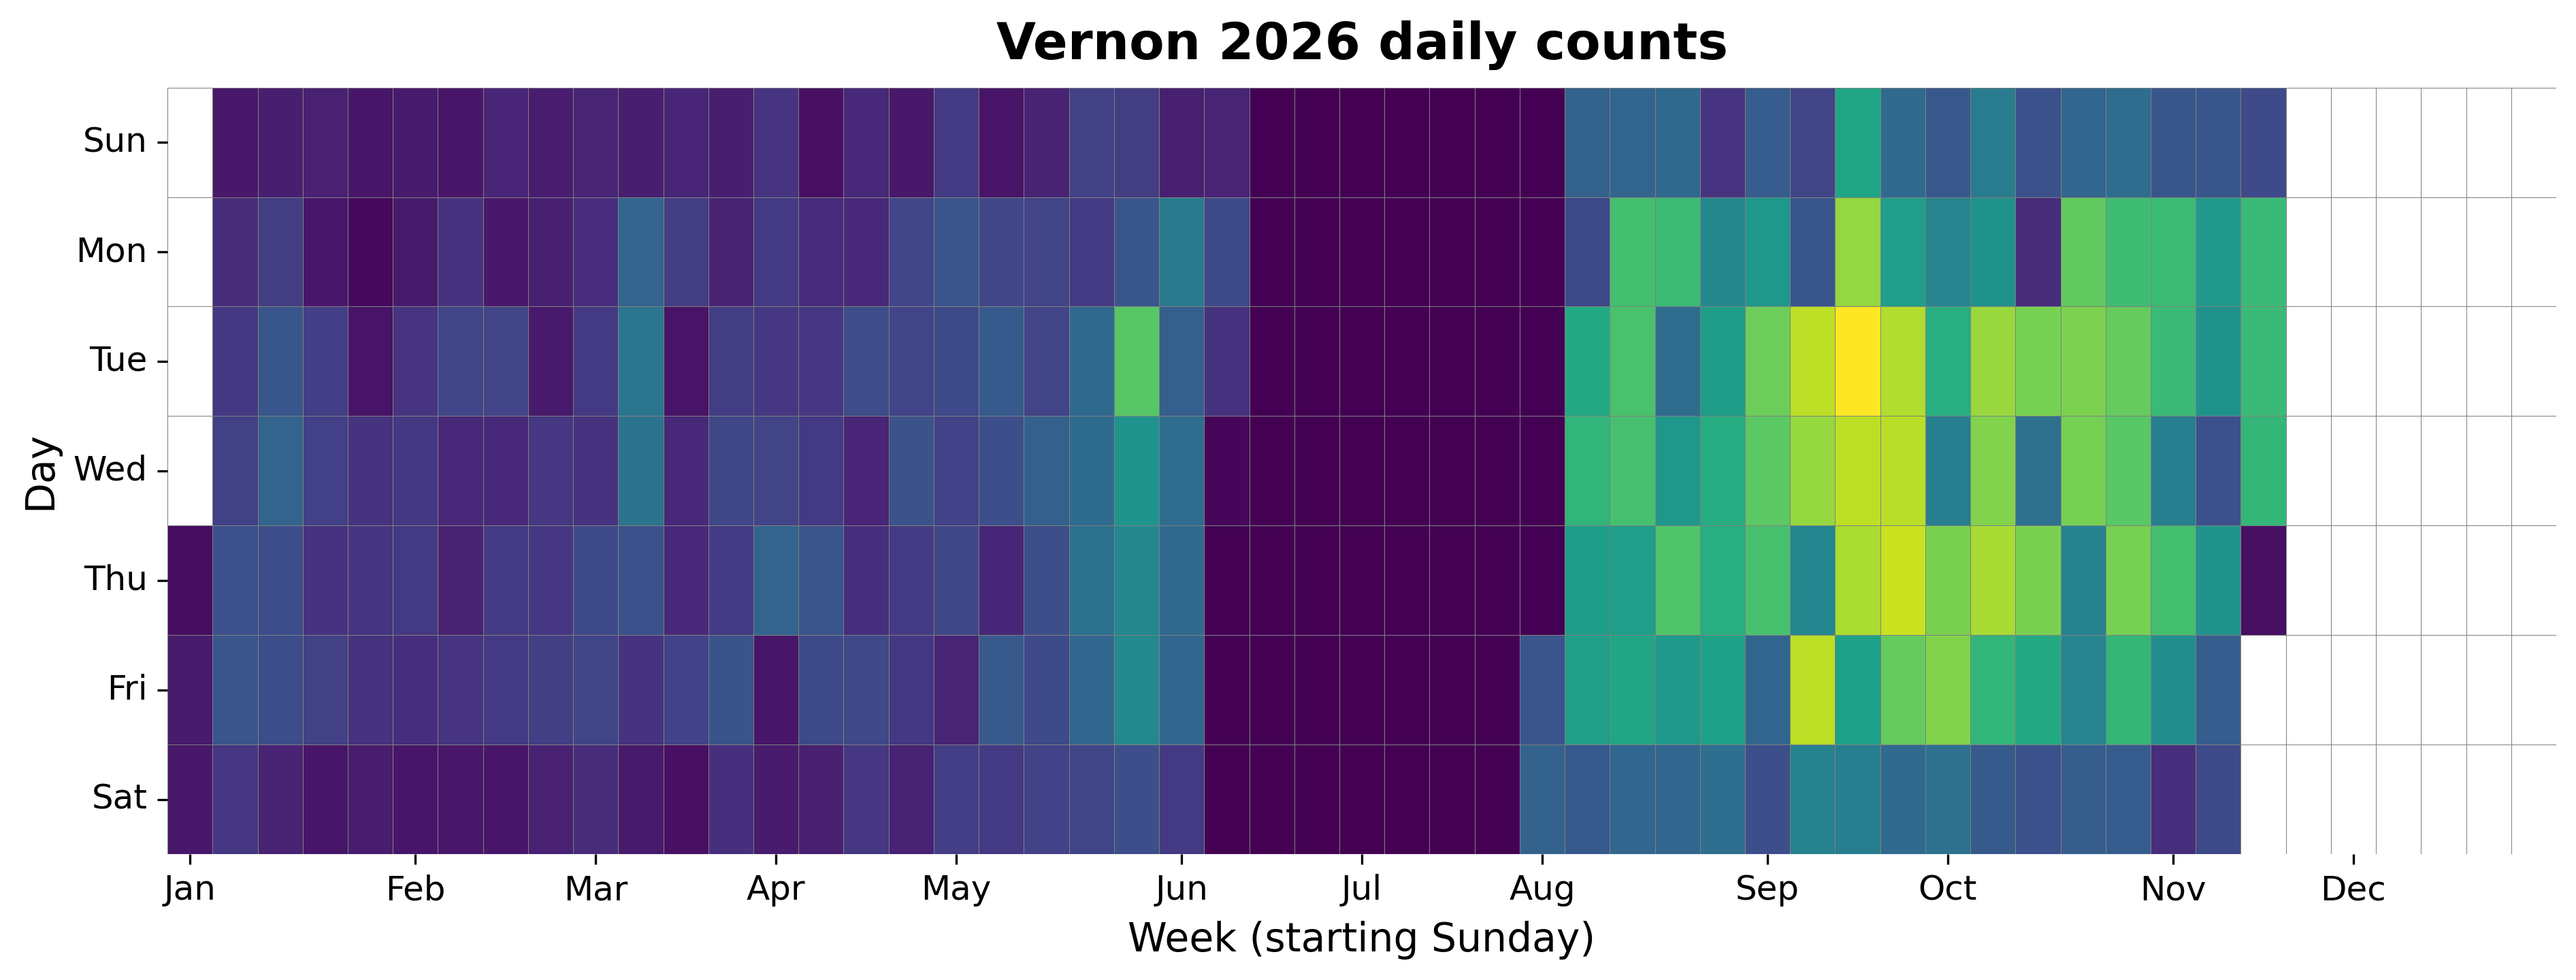 Vernon 2026 daily counts
Sun
Mon
Tue
Wed
Thu
Fri
Sat
Day
Jan Feb Mar Apr May Jun Jul Aug Sep Oct Nov Dec
Week (starting Sunday)